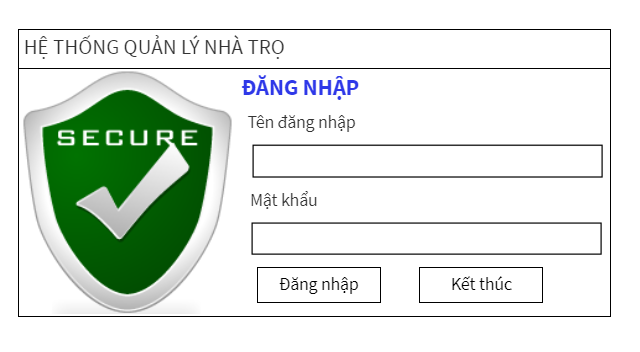 HỆ THỐNG QUẢN LÝ NHÀ TRỌ
SECURE
ĐĂNG NHẬP
Tên đăng nhập
Mật khẩu
Đăng nhập
Kết thúc